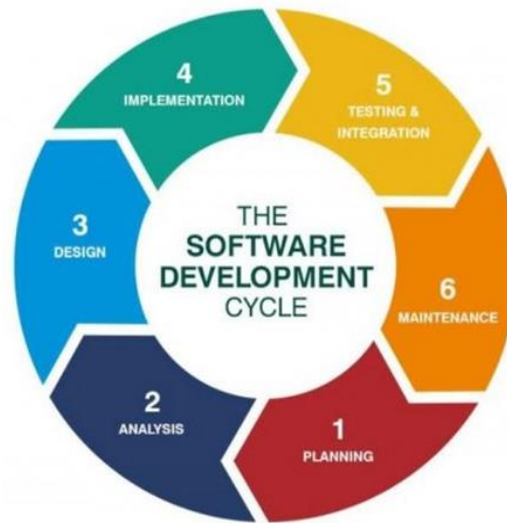 THE
SOFTWARE
DEVELOPMENT
CYCLE
1
PLANNING
2
ANALYSIS
3
DESIGN
4
IMPLEMENTATION
5
TESTING &
INTEGRATION
6
MAINTENANCE